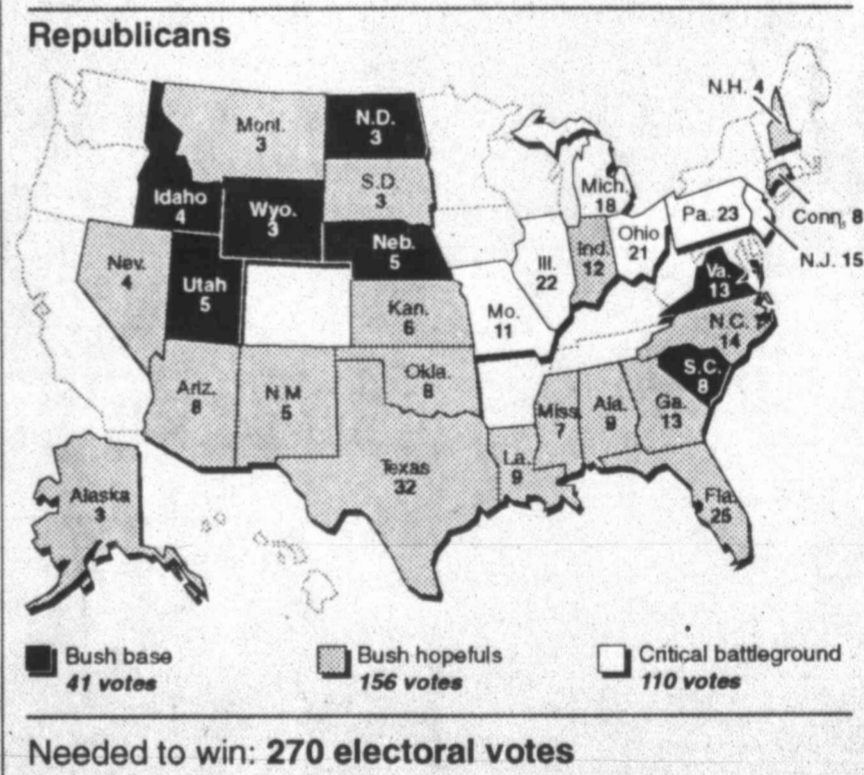 Republicans
N.H. 4
Mont.
3
N.D.
3
S.D.
3
Idaho
4
Wyo.
3
Neb.
5
Mich.
18
Pa. 23
Conn, 8
N.J. 15
Ohio
21
Ind.
12
Ill.
22
Nev.
4
Utah
5
Kan.
6
Mo.
11
Va.
13
N.C.
14
S.C.
8
Ariz.
8
N.M
5
Okla.
8
Miss.
7
Ala.
9
Ga.
13
Texas
32
La.
9
Fla.
25
Alaska
3
Bush base
41 votes
Bush hopefuls
156 votes
Critical battleground
110 votes
Needed to win: 270 electoral votes